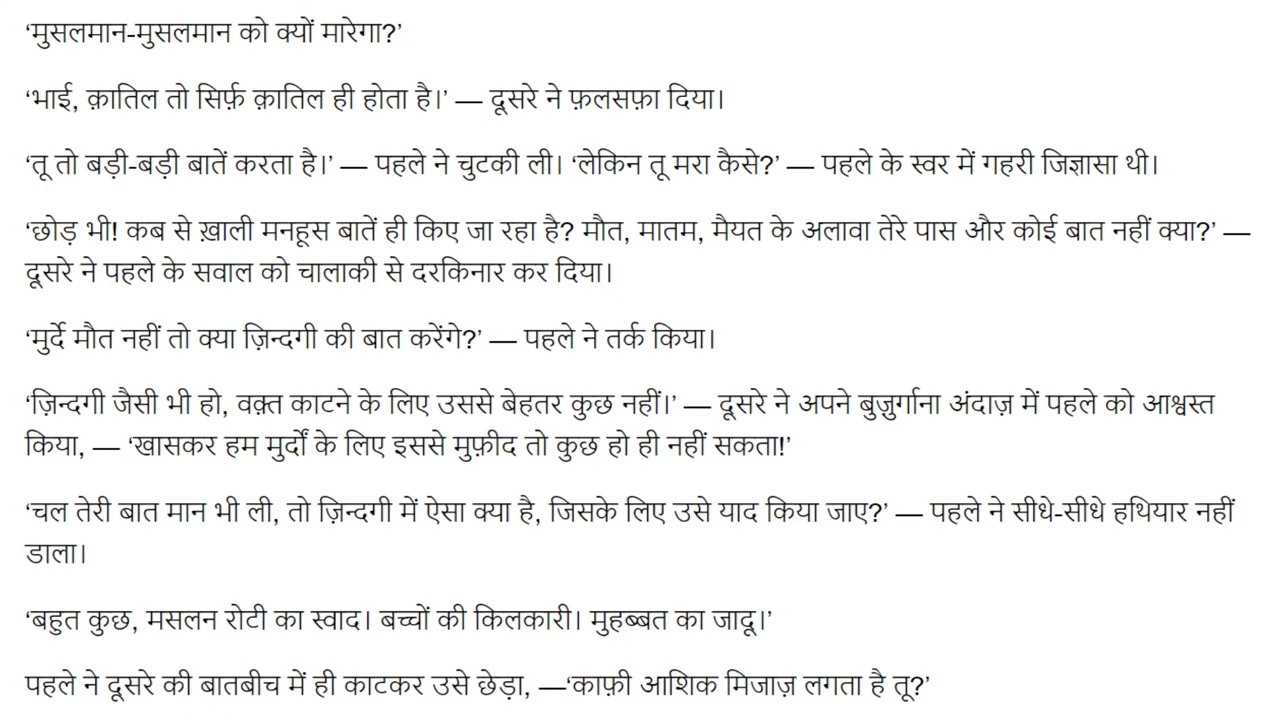 ‘मुसलमान-मुसलमान को क्यों मारेगा?’
‘भाई, क़ातिल तो सिर्फ़ क़ातिल ही होता है।’ — दूसरे ने फ़लसफ़ा दिया।
‘तू तो बड़ी-बड़ी बातें करता है।’ — पहले ने चुटकी ली। ‘लेकिन तू मरा कैसे?’ — पहले के स्वर में गहरी जिज्ञासा थी।
‘छोड़ भी! कब से ख़ाली मनहूस बातें ही किए जा रहा है? मौत, मातम, मैयत के अलावा तेरे पास और कोई बात नहीं क्या?’ —
दूसरे ने पहले के सवाल को चालाकी से दरकिनार कर दिया।
‘मुर्दे मौत नहीं तो क्या ज़िन्दगी की बात करेंगे?’ — पहले ने तर्क किया।
‘ज़िन्दगी जैसी भी हो, वक़्त काटने के लिए उससे बेहतर कुछ नहीं।’ — दूसरे ने अपने बुज़ुर्गाना अंदाज़ में पहले को आश्वस्त
किया, — ‘खासकर हम मुर्दों के लिए इससे मुफ़ीद तो कुछ हो ही नहीं सकता!’
‘चल तेरी बात मान भी ली, तो ज़िन्दगी में ऐसा क्या है, जिसके लिए उसे याद किया जाए?’ — पहले ने सीधे-सीधे हथियार नहीं
डाला।
‘बहुत कुछ, मसलन रोटी का स्वाद। बच्चों की किलकारी। मुहब्बत का जादू।’
पहले ने दूसरे की बातबीच में ही काटकर उसे छेड़ा, —‘काफ़ी आशिक मिजाज़ लगता है तू?’